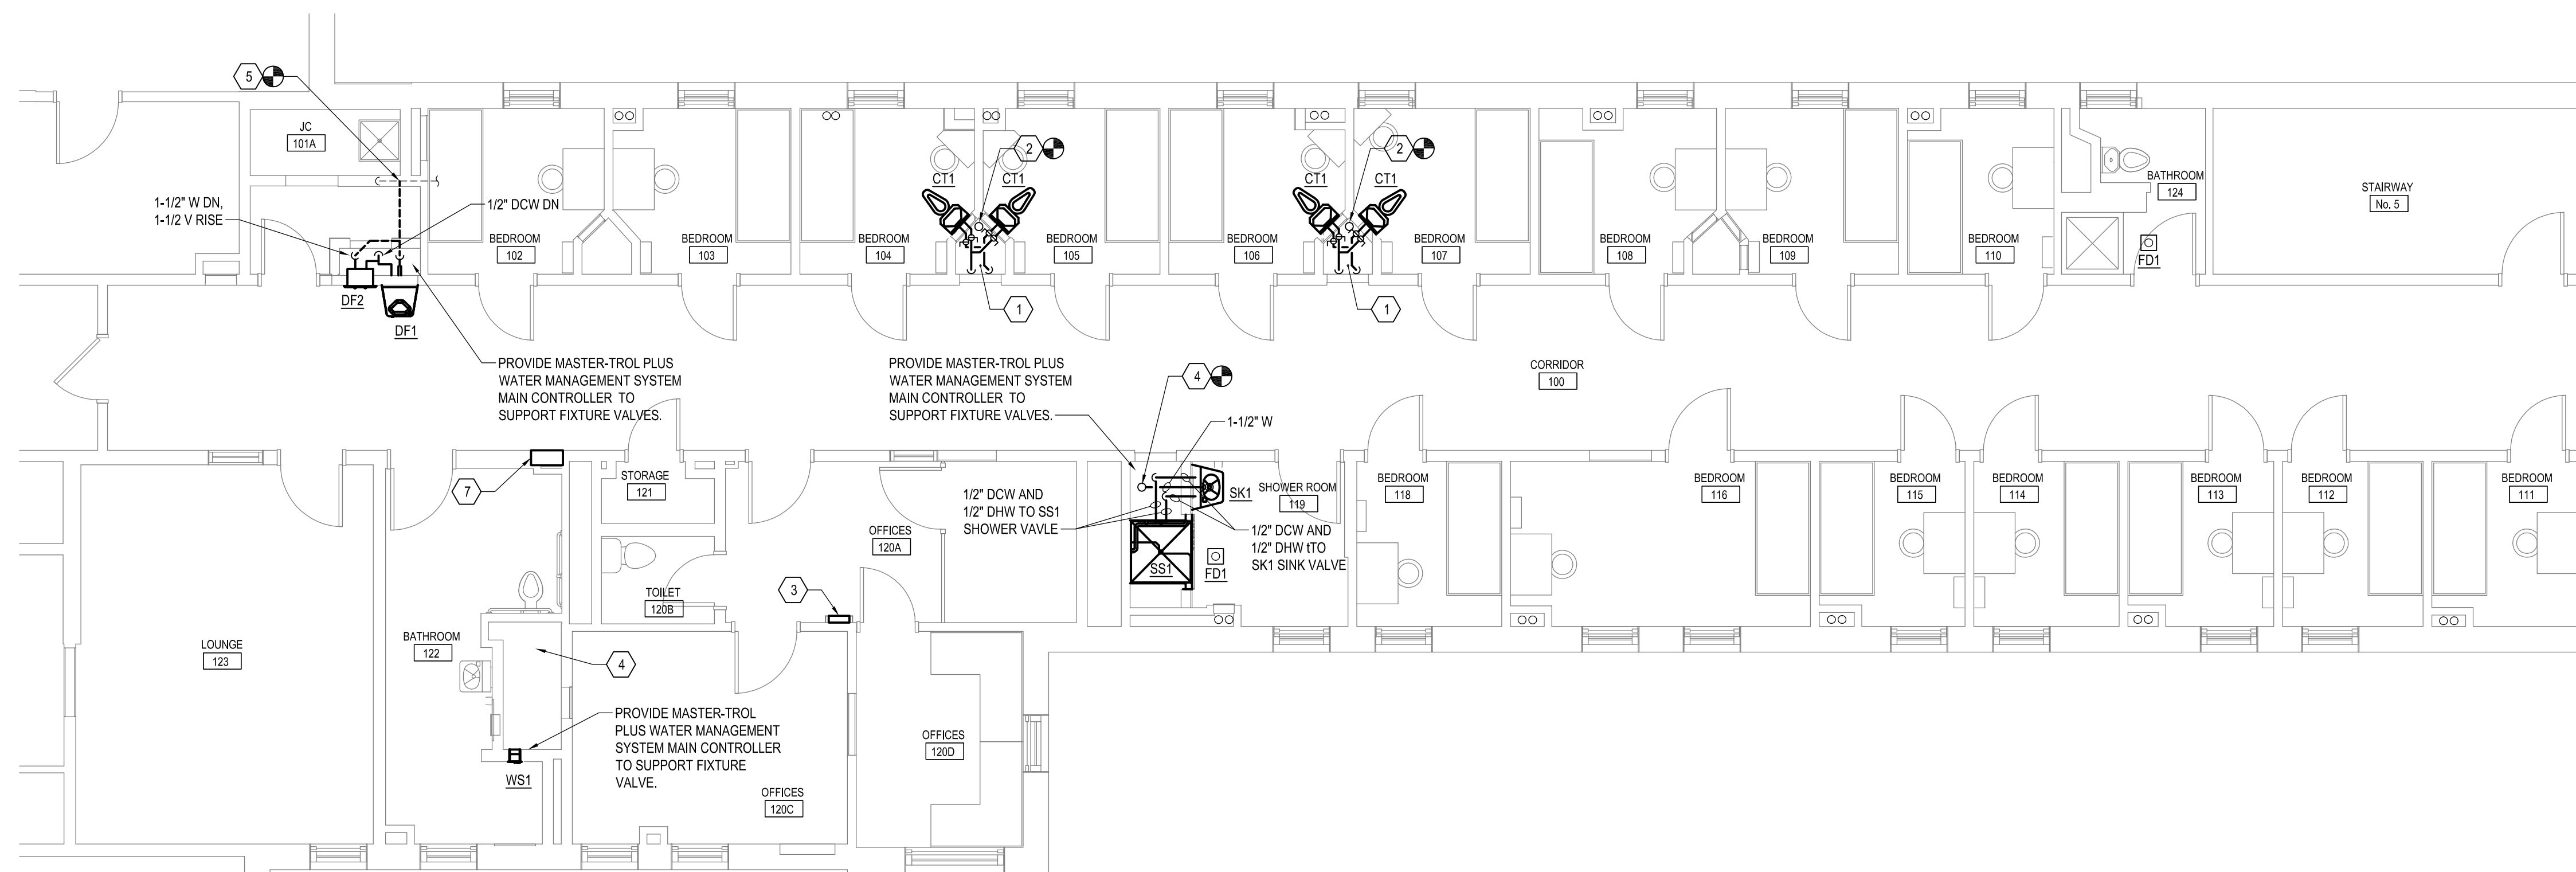 5
JC
101A
1-1/2" W DN,
1-1/2 V RISE
1/2" DCW DN
DF2
DF1
BEDROOM
102
BEDROOM
103
BEDROOM
104
CT1
CT1
2
BEDROOM
105
1
BEDROOM
106
CT1
CT1
2
BEDROOM
107
1
BEDROOM
108
BEDROOM
109
BEDROOM
110
BATHROOM
124
FD1
STAIRWAY
No. 5
PROVIDE MASTER-TROL PLUS
WATER MANAGEMENT SYSTEM
MAIN CONTROLLER TO
SUPPORT FIXTURE VALVES.
PROVIDE MASTER-TROL PLUS
WATER MANAGEMENT SYSTEM
MAIN CONTROLLER TO
SUPPORT FIXTURE VALVES.
4
1-1/2" W
CORRIDOR
100
7
STORAGE
121
OFFICES
120A
1/2" DCW AND
1/2" DHW TO SS1
SHOWER VAVLE
SK1
SHOWER ROOM
119
1/2" DCW AND
1/2" DHW tTO
SK1 SINK VALVE
SS1
FD1
BEDROOM
118
BEDROOM
116
BEDROOM
115
BEDROOM
114
BEDROOM
113
BEDROOM
112
BEDROOM
111
TOILET
120B
3
LOUNGE
123
BATHROOM
122
4
PROVIDE MASTER-TROL
PLUS WATER MANAGEMENT
SYSTEM MAIN CONTROLLER
TO SUPPORT FIXTURE
VALVE.
WS1
OFFICES
120C
OFFICES
120D